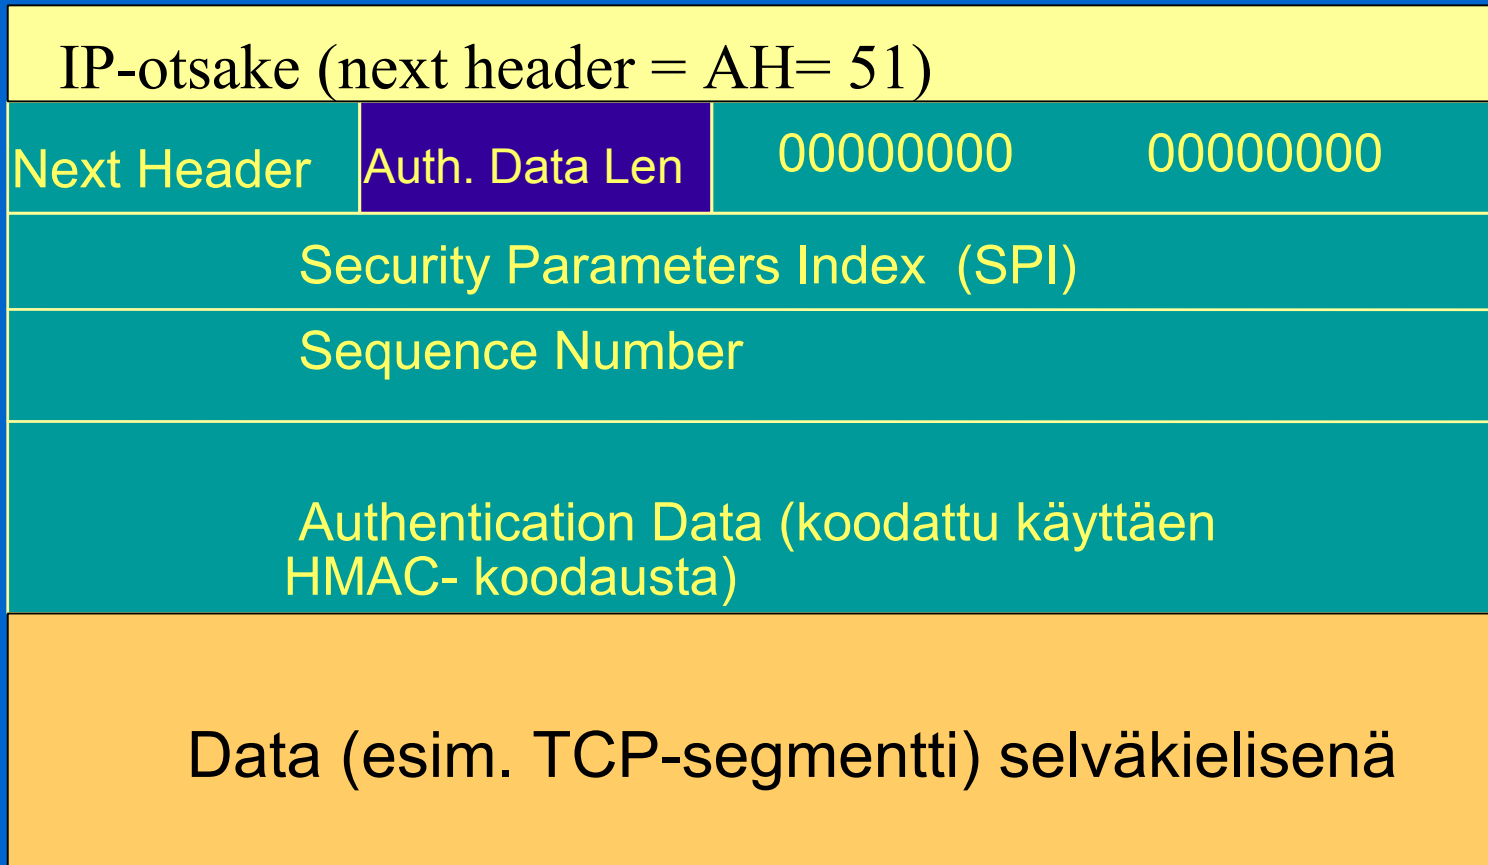 IP-otsake (next header = AH= 51)
Next Header Auth. Data Len 00000000 00000000
Security Parameters Index (SPI)
Sequence Number
Authentication Data (koodattu käyttäen
HMAC- koodausta)
Data (esim. TCP-segmentti) selväkielisenä